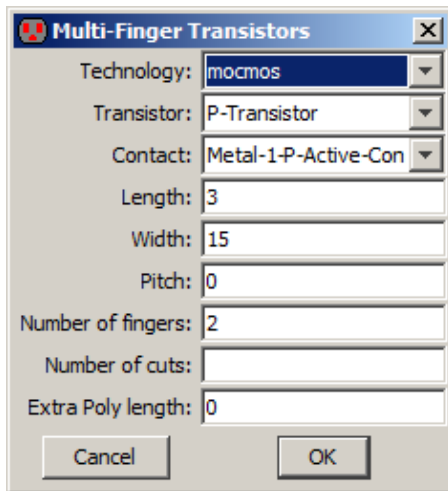 Multi-Finger Transistors
Technology: mocmos
Transistor: P-Transistor
Contact: Metal-1-P-Active-Con
Length: 3
Width: 15
Pitch: 0
Number of fingers: 2
Number of cuts:
Extra Poly length: 0
Cancel OK